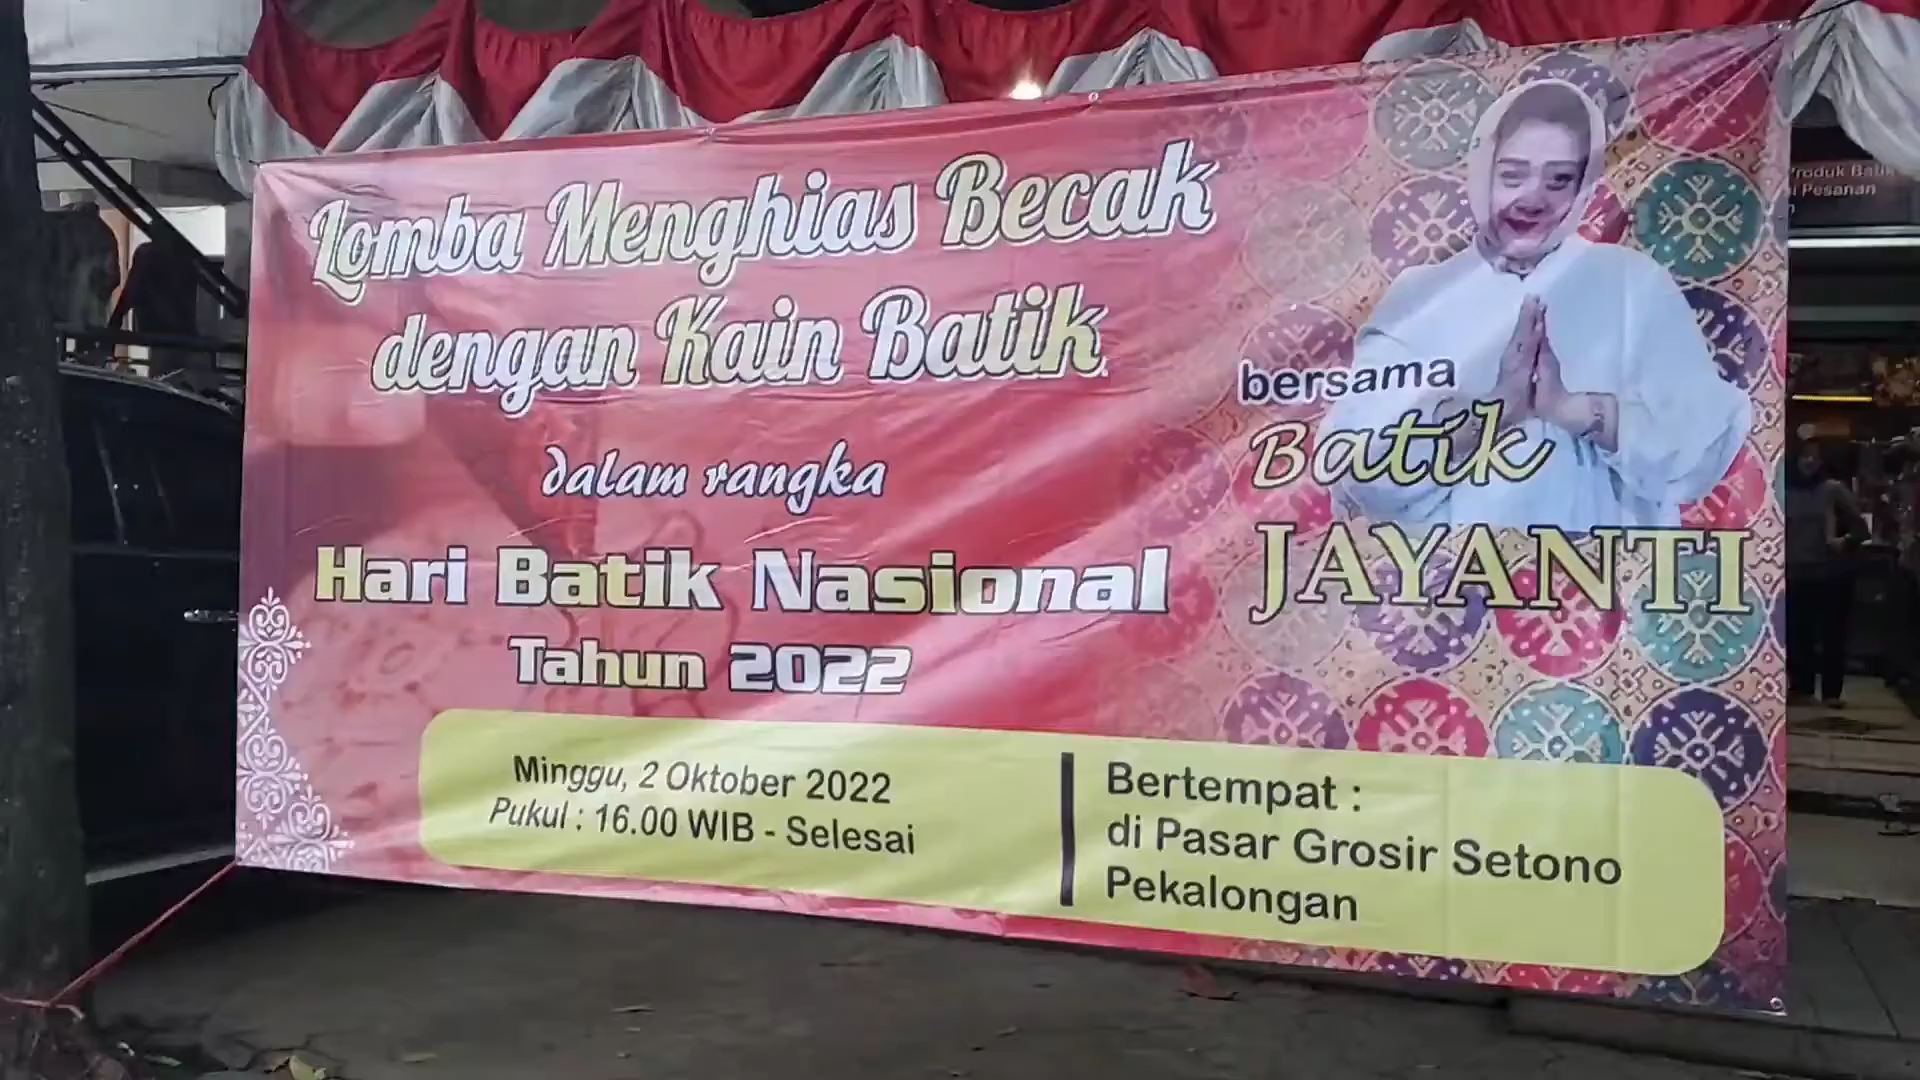 Lomba Menghias Becak
dengan Kain Batik
dalam rangka
Hari Batik Nasional
Tahun 2022
Minggu, 2 Oktober 2022
Pukul : 16.00 WIB - Selesai
Bertempat :
di Pasar Grosir Setono
Pekalongan
bersama
Batik
JAYANTI
Produk Batik
Pesanan